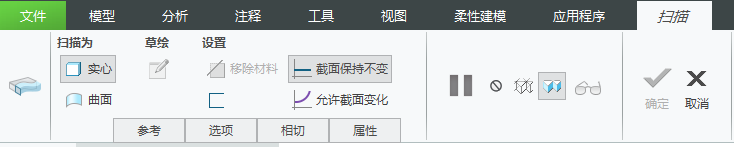 文件 模型 分析 注释 工具 视图 柔性建模 应用程序 扫描
扫描为 草绘 设置
实心 移除材料 截面保持不变
曲面 允许截面变化
确定 取消
参考 选项 相切 属性